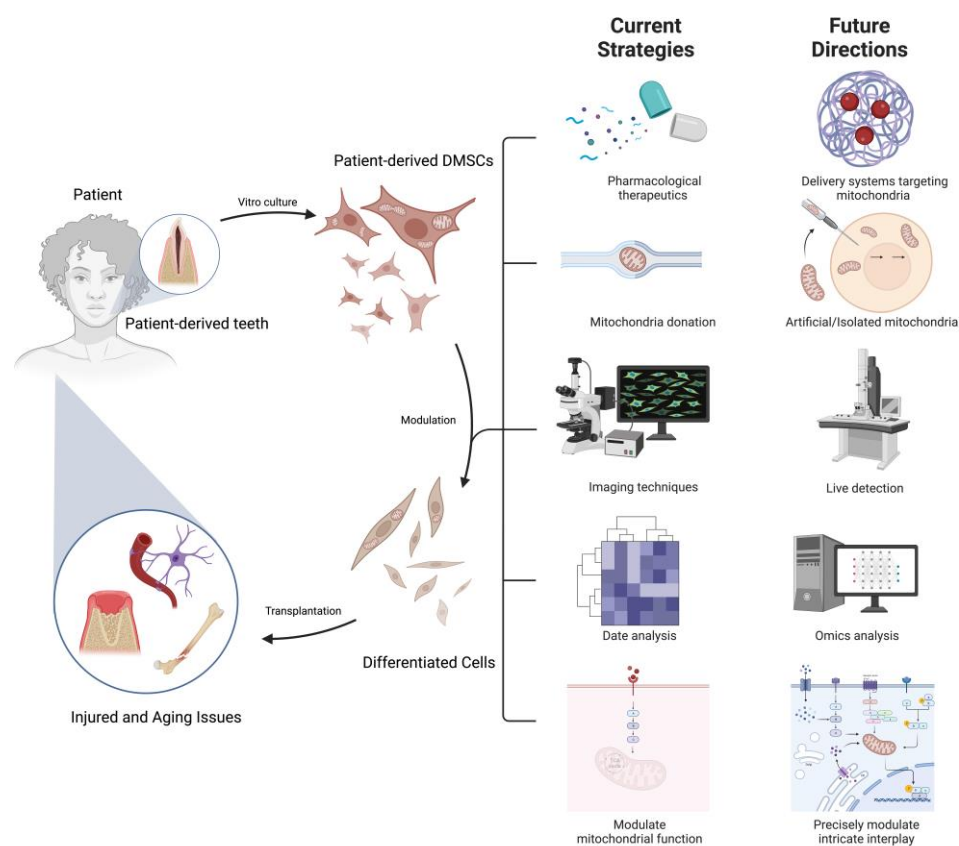 Current
Strategies
Future
Directions
Patient-derived DMSCs
Patient
Vitro culture
Patient-derived teeth
Modulation
Transplantation
Differentiated Cells
Injured and Aging Issues
Pharmacological
therapeutics
Delivery systems targeting
mitochondria
Mitochondria donation
Artificial/Isolated mitochondria
Imaging techniques
Live detection
Date analysis
Omics analysis
Modulate
mitochondrial function
Precisely modulate
intricate interplay